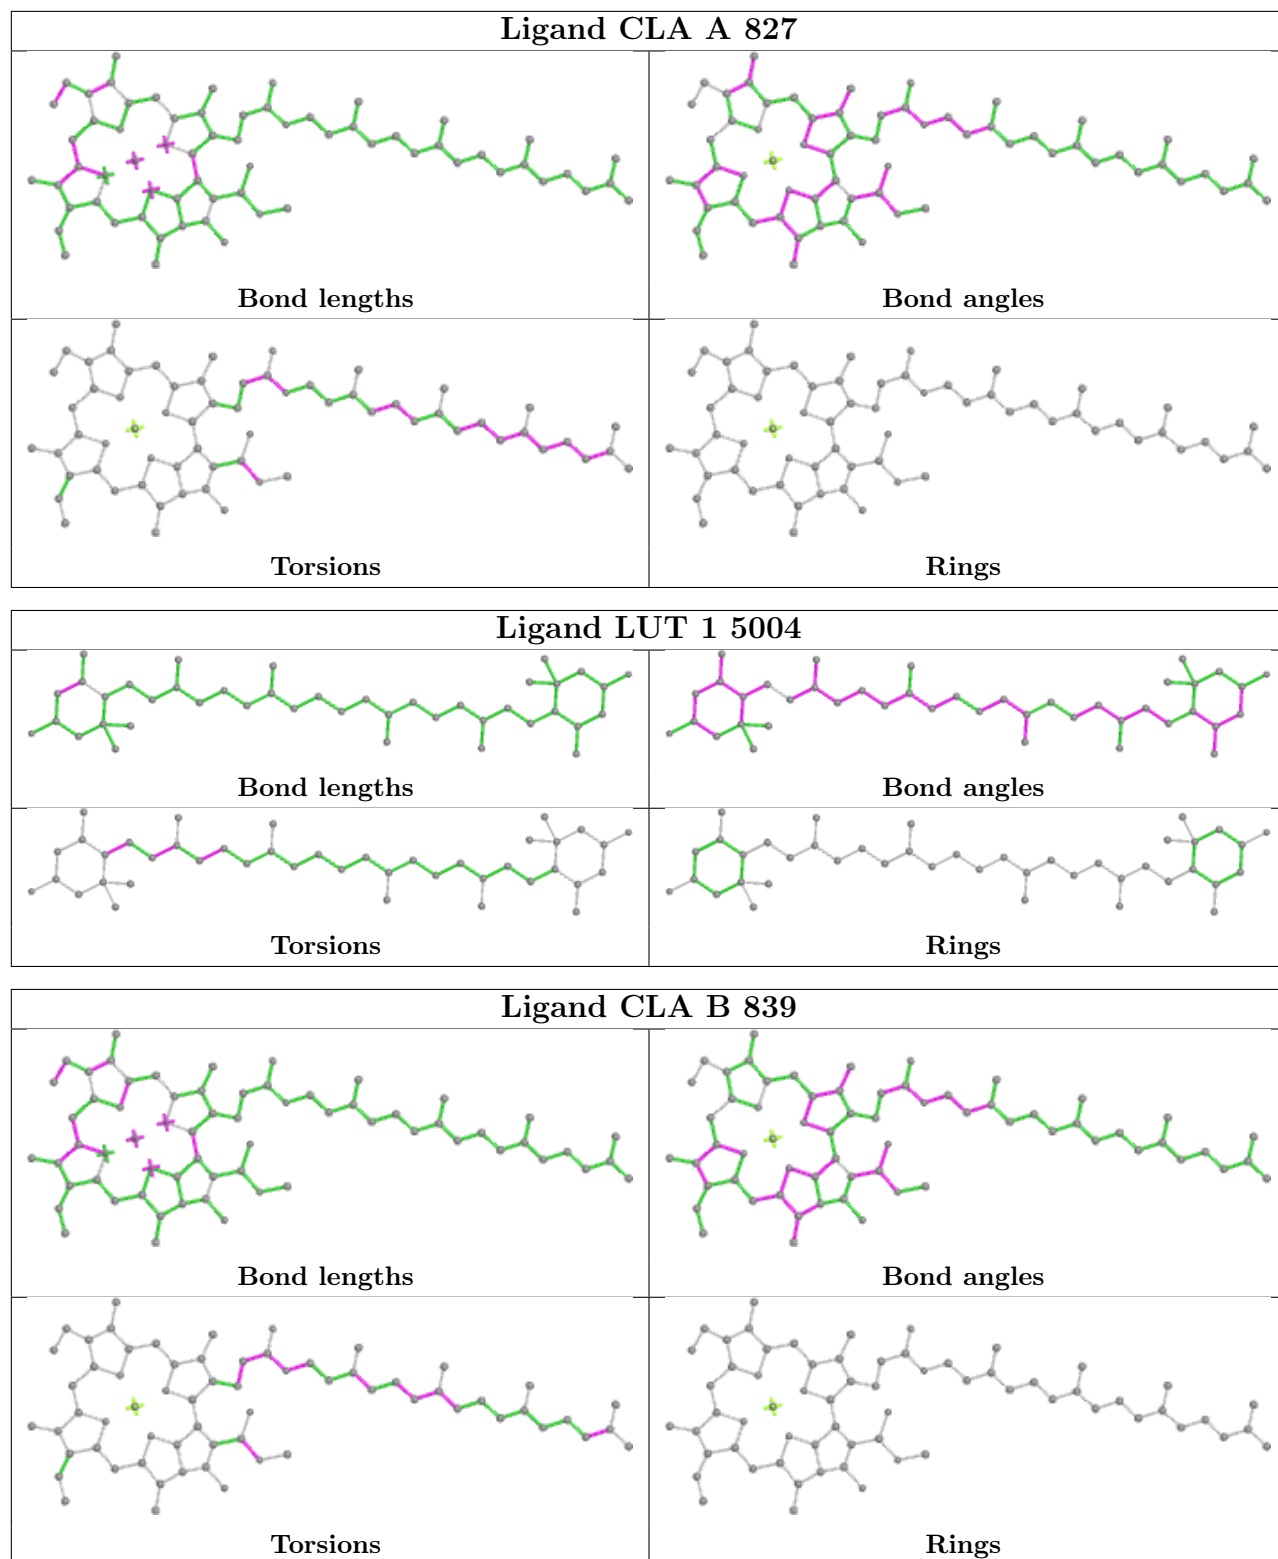 Ligand CLA A 827
Bond lengths
Bond angles
Torsions
Rings
Ligand LUT 1 5004
Bond lengths
Bond angles
Torsions
Rings
Ligand CLA B 839
Bond lengths
Bond angles
Torsions
Rings